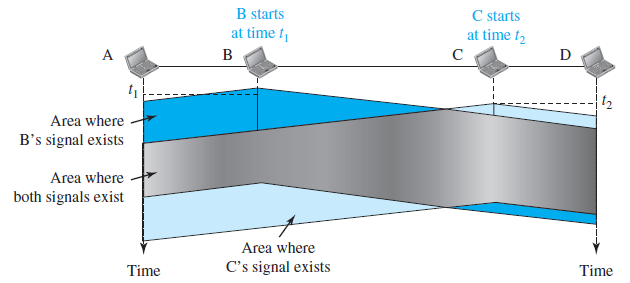 B starts
at time t₁
C starts
at time t₂
A
B
C
D
t₁
t₂
Area where
B's signal exists
Area where
both signals exist
Area where
C's signal exists
Time
Time